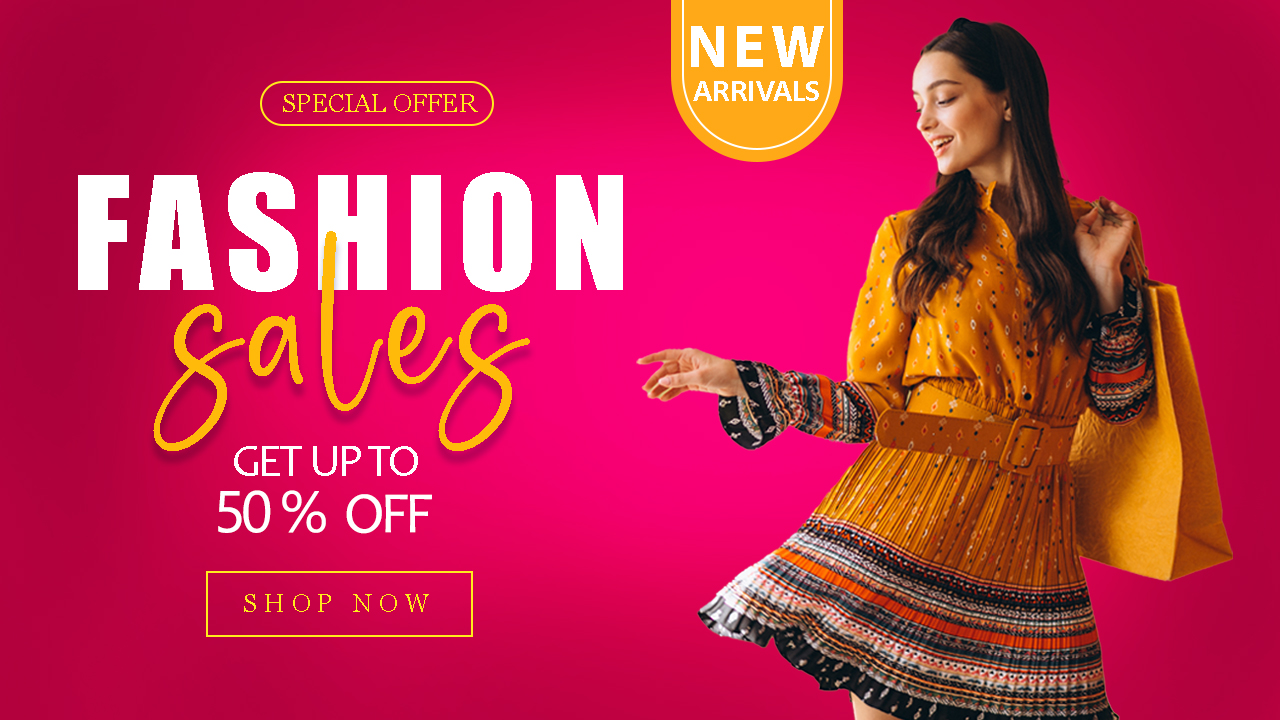 SPECIAL OFFER
NEW
ARRIVALS
FASHION
sales
GET UP TO
50 % OFF
SHOP NOW